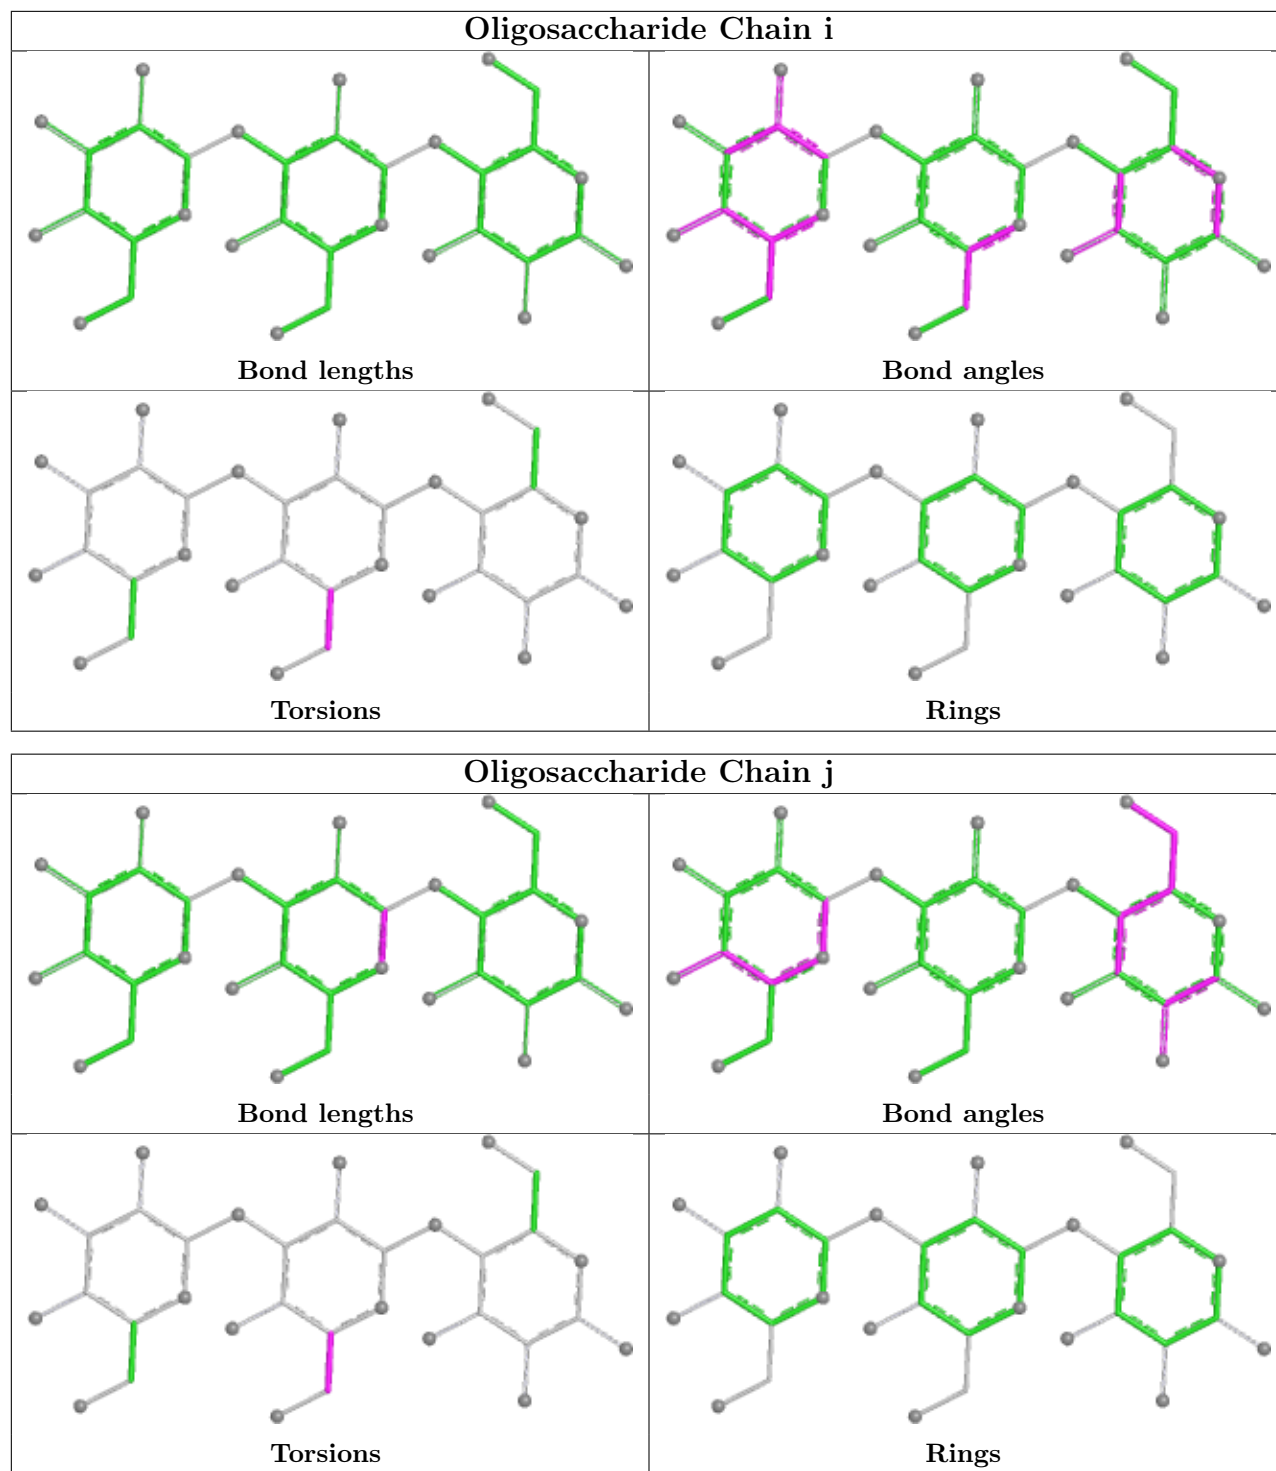 Oligosaccharide Chain i
Bond lengths
Bond angles
Torsions
Rings
Oligosaccharide Chain j
Bond lengths
Bond angles
Torsions
Rings